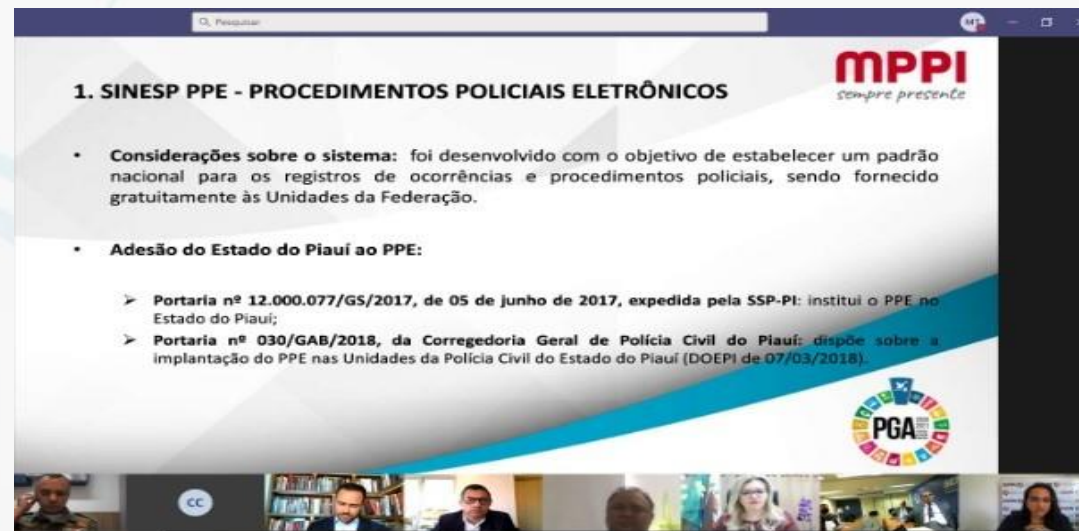 Pesquisar
MPPI
sempre presente
1. SINESP PPE - PROCEDIMENTOS POLICIAIS ELETRÔNICOS
• Considerações sobre o sistema: foi desenvolvido com o objetivo de estabelecer um padrão
nacional para os registros de ocorrências e procedimentos policiais, sendo fornecido
gratuitamente às Unidades da Federação.
• Adesão do Estado do Piauí ao PPE:
➢ Portaria nº 12.000.077/GS/2017, de 05 de junho de 2017, expedida pela SSP-PI: institui o PPE no
Estado do Piauí;
➢ Portaria nº 030/GAB/2018, da Corregedoria Geral de Polícia Civil do Piauí: dispõe sobre a
implantação do PPE nas Unidades da Polícia Civil do Estado do Piauí (DOEPI de 07/03/2018).
PGA
CC